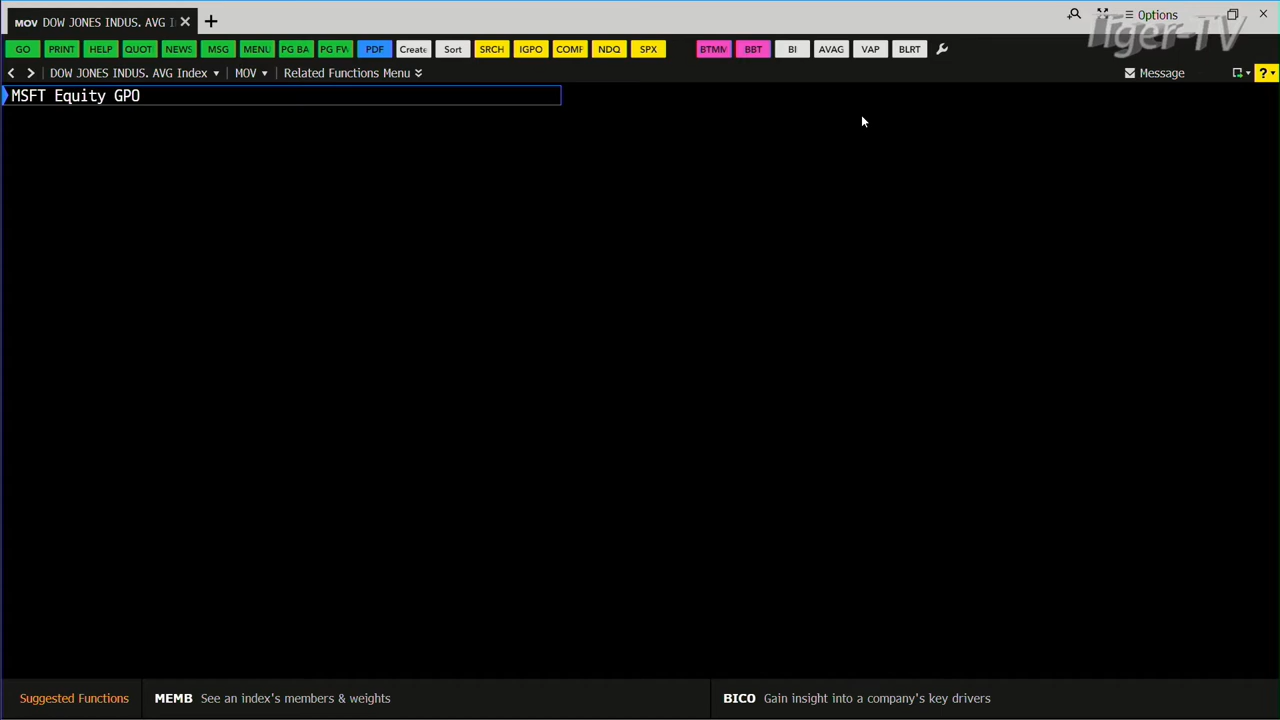 MOV DOW JONES INDUS. AVG I
Options
Tiger-TV
GO PRINT HELP QUOT NEWS MSG MENU PG BA PG FW PDF Create Sort SRCH IGPO COMF NDQ SPX BTMM BBT BI AVAG VAP BLRT
DOW JONES INDUS. AVG Index MOV Related Functions Menu Message ?
MSFT Equity GPO
Suggested Functions MEMB See an index's members & weights BICO Gain insight into a company's key drivers